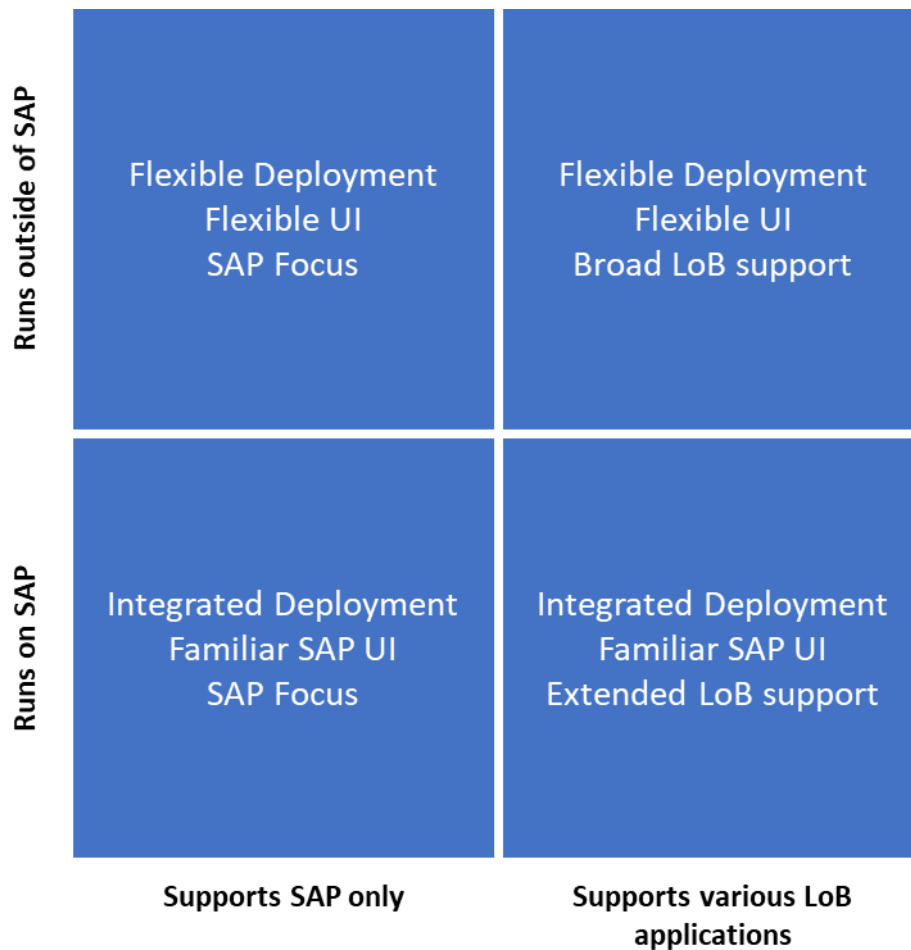 Runs outside of SAP
Flexible Deployment
Flexible UI
SAP Focus
Flexible Deployment
Flexible UI
Broad LoB support
Runs on SAP
Integrated Deployment
Familiar SAP UI
SAP Focus
Integrated Deployment
Familiar SAP UI
Extended LoB support
Supports SAP only
Supports various LoB
applications